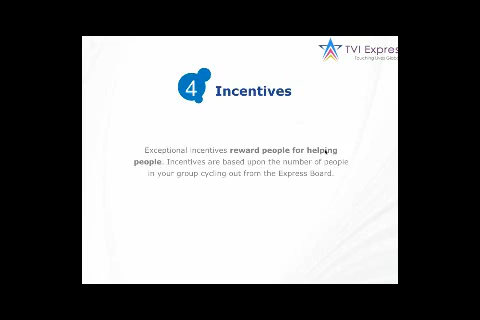 TVI Expres
Touching Lives Globa
4
Incentives
Exceptional incentives reward people for helping
people. Incentives are based upon the number of people
in your group cycling out from the Express Board.